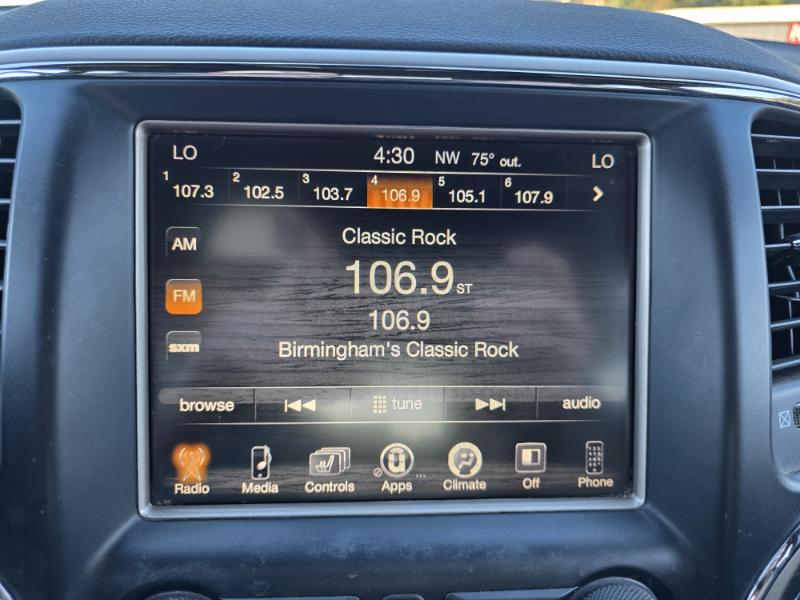 LO 4:30 NW 75° out. LO
1 107.3 2 102.5 3 103.7 4 106.9 5 105.1 6 107.9
AM
Classic Rock
FM
106.9 ST
106.9
sxm
Birmingham's Classic Rock
browse tune audio
Radio Media Controls Apps Climate Off Phone